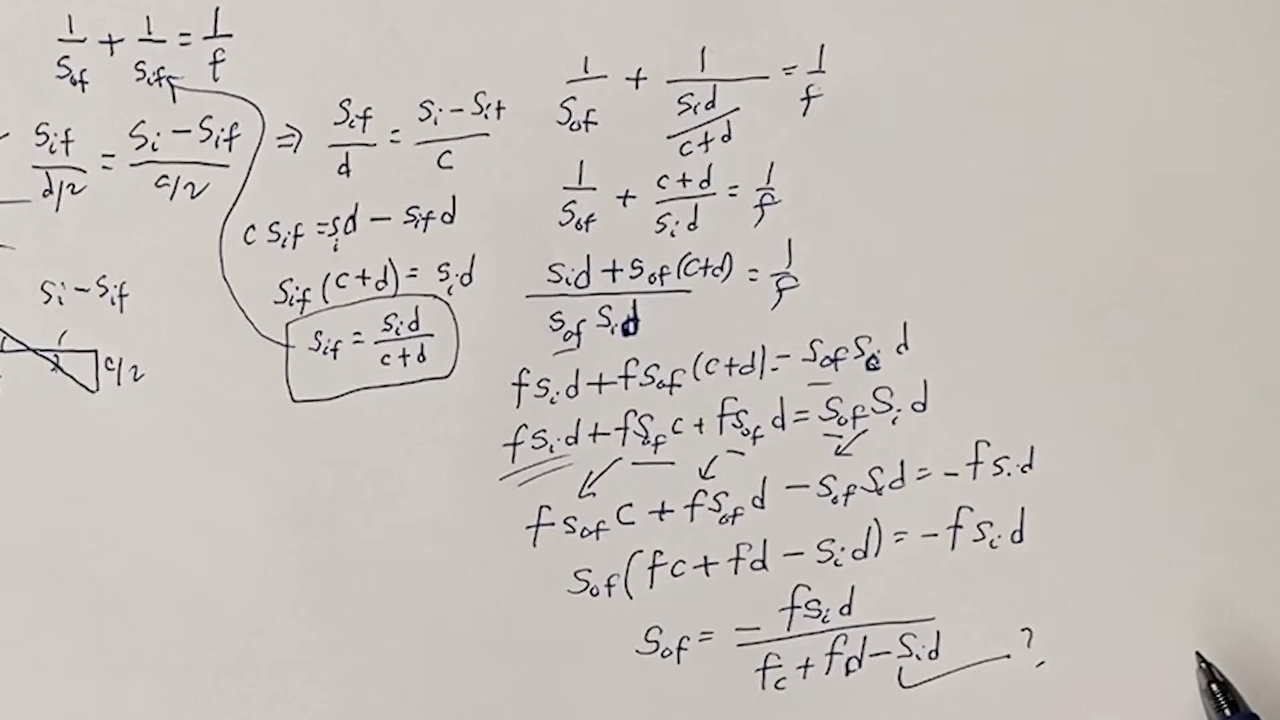 1/S_of + 1/S_if = 1/f
S_if/(d/2) = (S_i − S_if)/(c/2) ⇒ S_if/d = (S_i − S_if)/c
c S_if = S_i d − S_if d
S_if (c+d) = S_i d
S_if = S_i d/(c+d)
S_i − S_if
c/2
1/S_of + 1/(S_i d/(c+d)) = 1/f
1/S_of + (c+d)/(S_i d) = 1/f
(S_i d + S_of (c+d))/(S_of S_i d) = 1/f
f S_i d + f S_of (c+d) = S_of S_i d
f S_i d + f S_of c + f S_of d = S_of S_i d
f S_of c + f S_of d − S_of S_i d = − f S_i d
S_of (fc + fd − S_i d) = − f S_i d
S_of = − f S_i d/(fc + fd − S_i d) ?